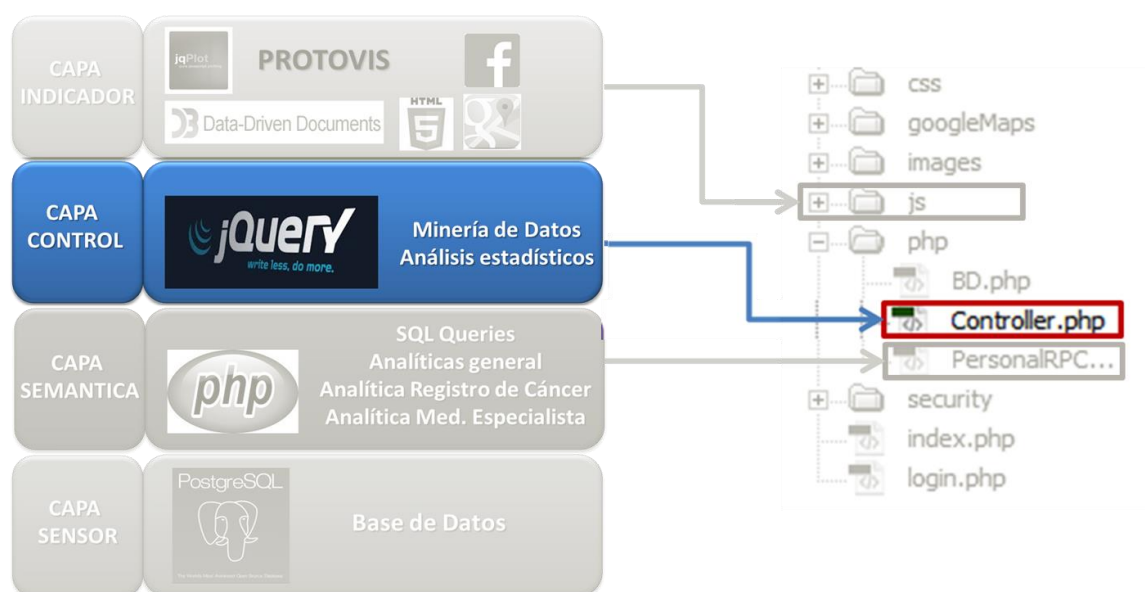 CAPA
INDICADOR
jqPlot
PROTOVIS
f
D3 Data-Driven Documents
HTML
5
CAPA
CONTROL
jQuery
write less, do more.
Minería de Datos
Análisis estadísticos
CAPA
SEMANTICA
php
SQL Queries
Analíticas general
Analítica Registro de Cáncer
Analítica Med. Especialista
CAPA
SENSOR
PostgreSQL
Base de Datos
css
googleMaps
images
js
php
BD.php
Controller.php
PersonalRPC...
security
index.php
login.php